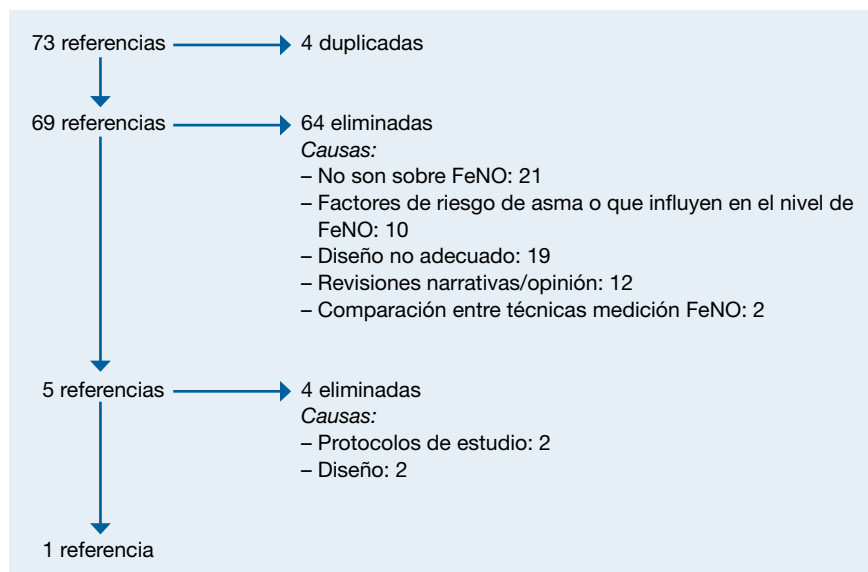 73 referencias
4 duplicadas
69 referencias
64 eliminadas
Causas:
– No son sobre FeNO: 21
– Factores de riesgo de asma o que influyen en el nivel de
FeNO: 10
– Diseño no adecuado: 19
– Revisiones narrativas/opinión: 12
– Comparación entre técnicas medición FeNO: 2
5 referencias
4 eliminadas
Causas:
– Protocolos de estudio: 2
– Diseño: 2
1 referencia